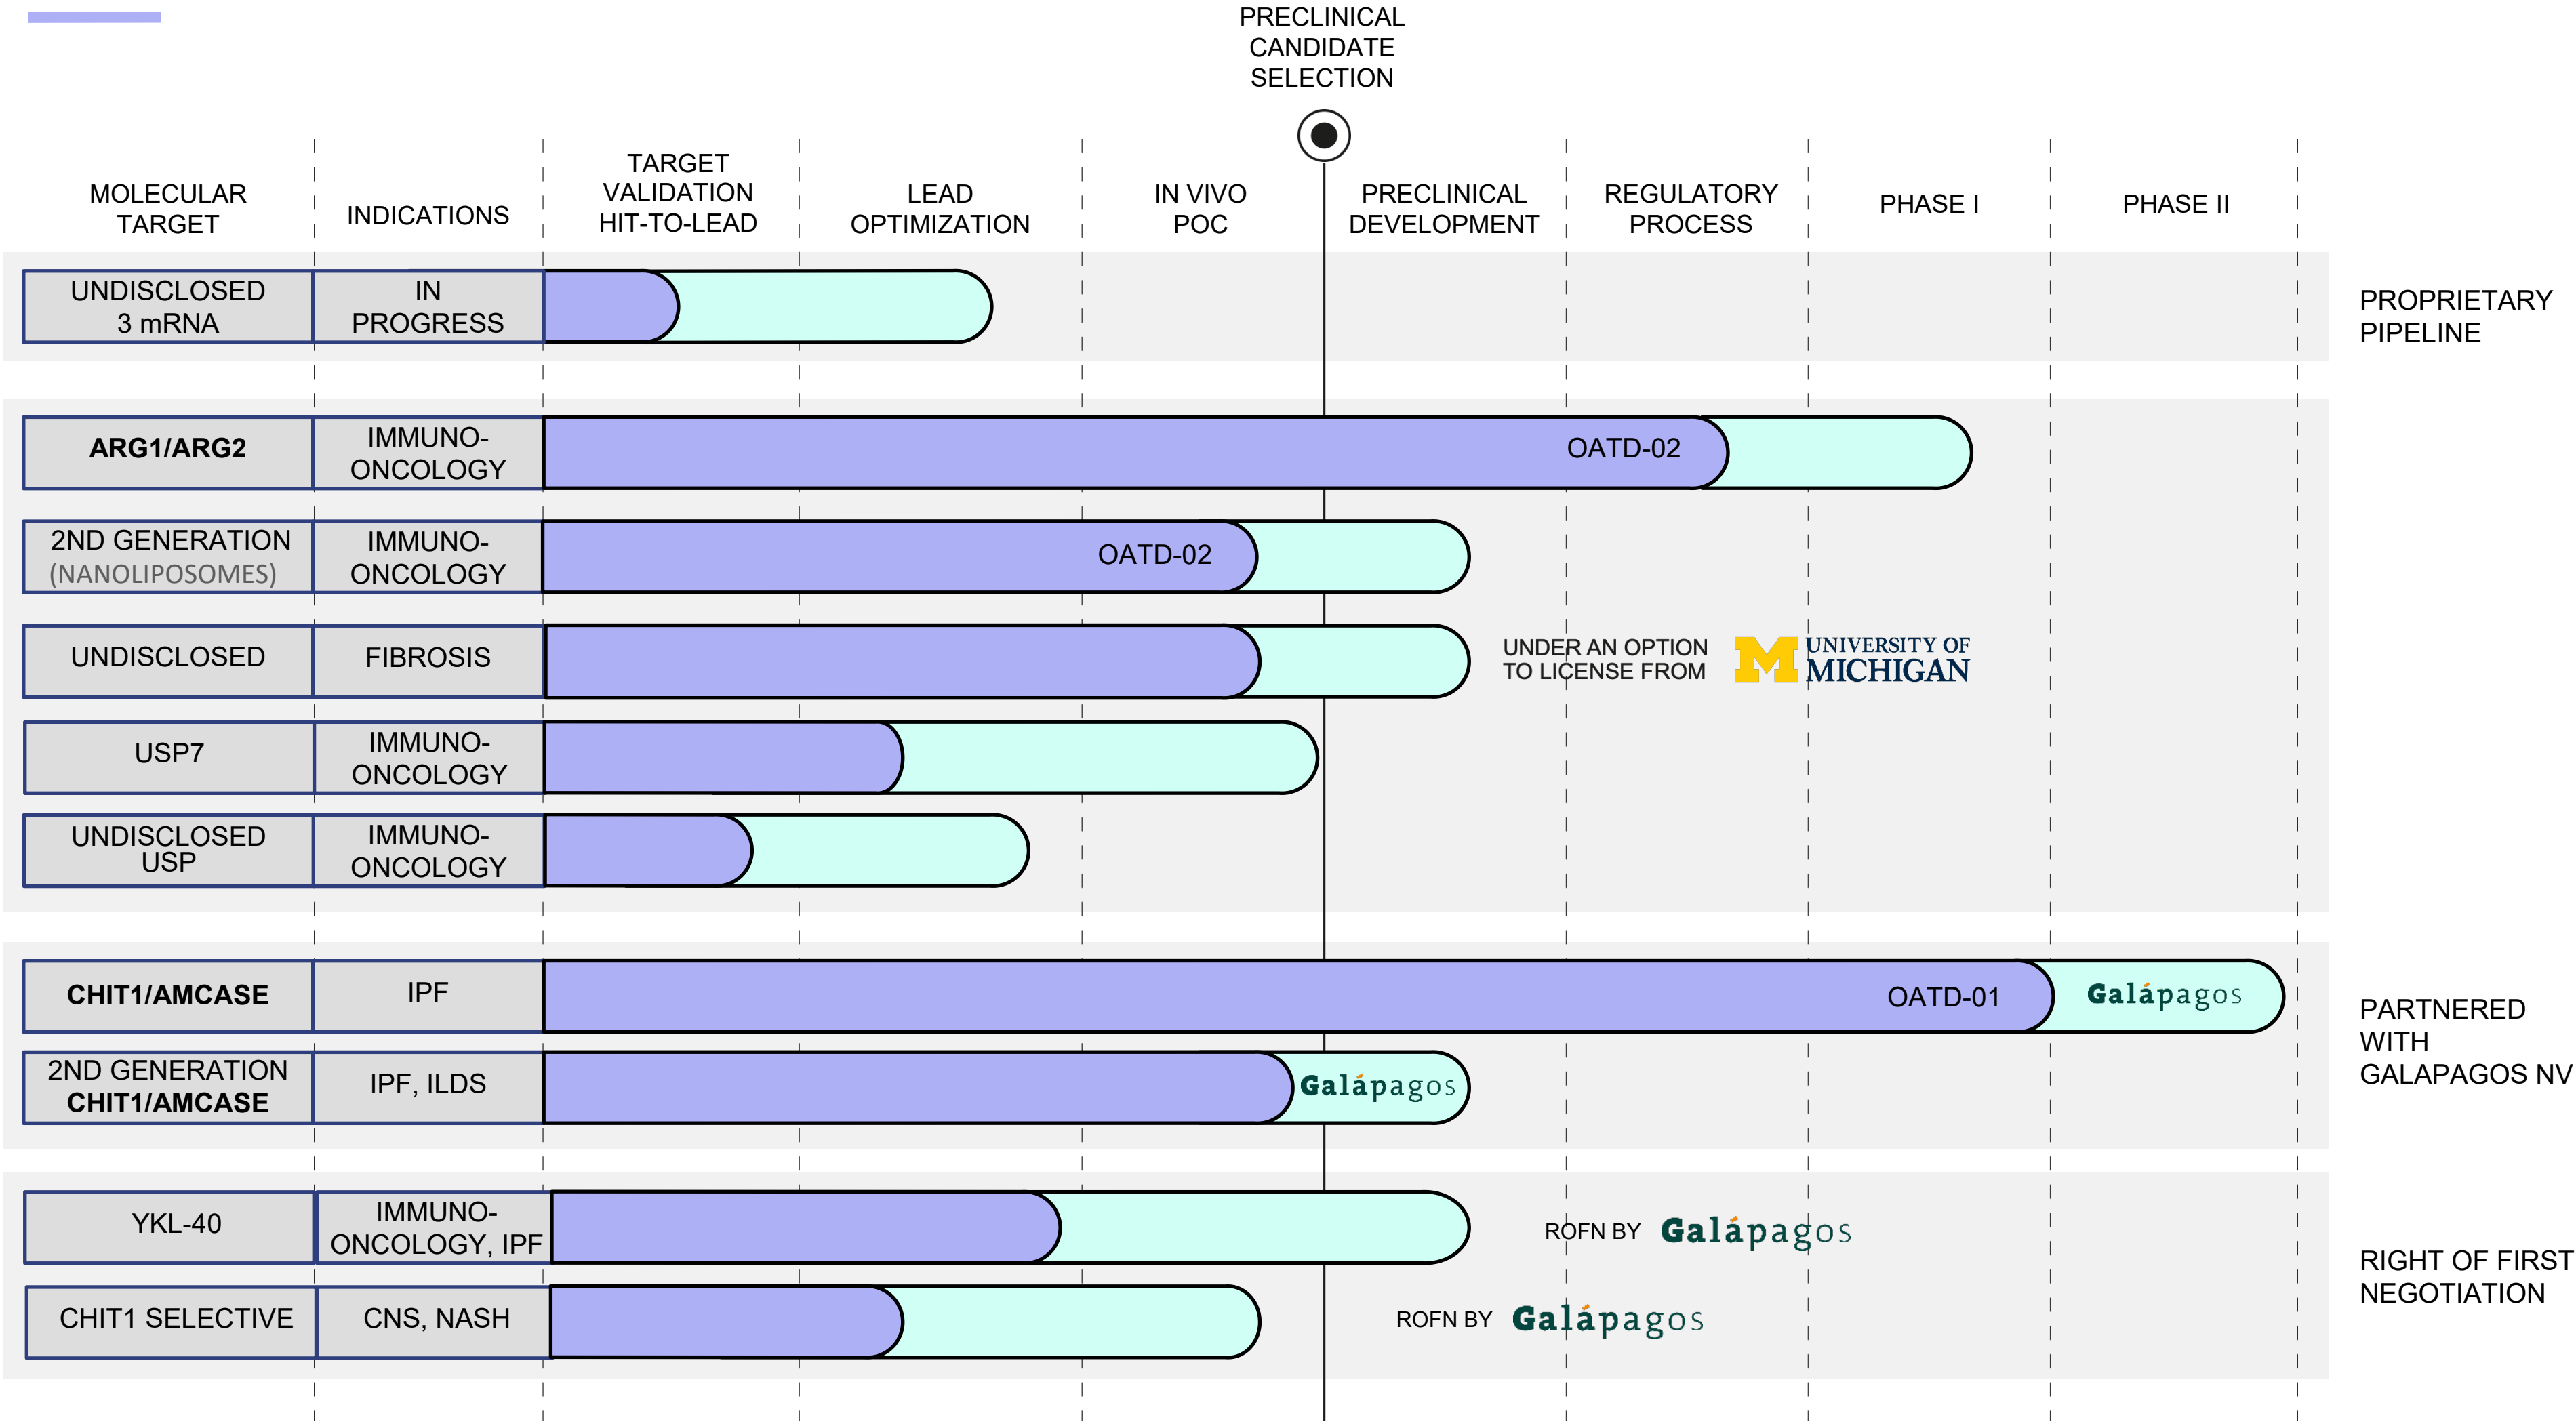 PRECLINICAL
CANDIDATE
SELECTION
MOLECULAR
TARGET
INDICATIONS
TARGET
VALIDATION
HIT-TO-LEAD
LEAD
OPTIMIZATION
IN VIVO
POC
PRECLINICAL
DEVELOPMENT
REGULATORY
PROCESS
PHASE I
PHASE II
UNDISCLOSED
3 mRNA
IN
PROGRESS
PROPRIETARY
PIPELINE
ARG1/ARG2
IMMUNO-
ONCOLOGY
OATD-02
2ND GENERATION
(NANOLIPOSOMES)
IMMUNO-
ONCOLOGY
OATD-02
UNDISCLOSED
FIBROSIS
UNDER AN OPTION
TO LICENSE FROM
M
UNIVERSITY OF
MICHIGAN
USP7
IMMUNO-
ONCOLOGY
UNDISCLOSED
USP
IMMUNO-
ONCOLOGY
CHIT1/AMCASE
IPF
OATD-01
Galápagos
2ND GENERATION
CHIT1/AMCASE
IPF, ILDS
Galápagos
PARTNERED
WITH
GALAPAGOS NV
YKL-40
IMMUNO-
ONCOLOGY, IPF
ROFN BY Galápagos
CHIT1 SELECTIVE
CNS, NASH
ROFN BY Galápagos
RIGHT OF FIRST
NEGOTIATION